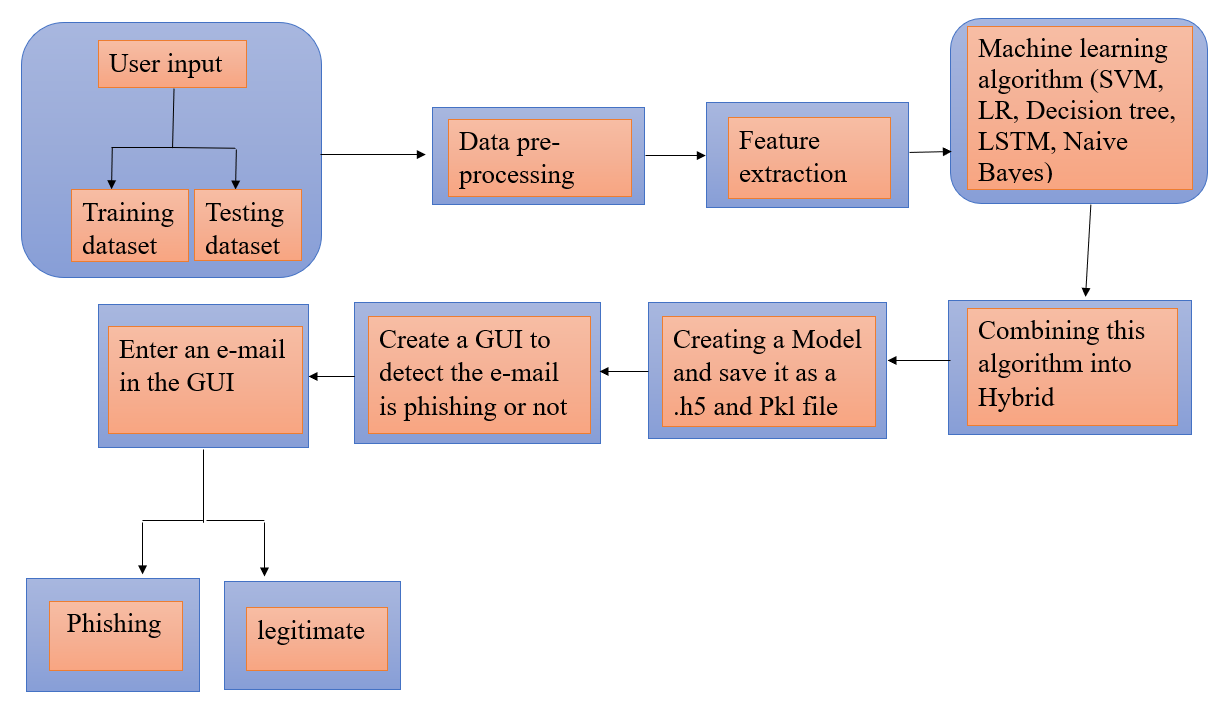 User input
Training
dataset
Testing
dataset
Data pre-
processing
Feature
extraction
Machine learning
algorithm (SVM,
LR, Decision tree,
LSTM, Naive
Bayes)
Combining this
algorithm into
Hybrid
Creating a Model
and save it as a
.h5 and Pkl file
Create a GUI to
detect the e-mail
is phishing or not
Enter an e-mail
in the GUI
Phishing
legitimate